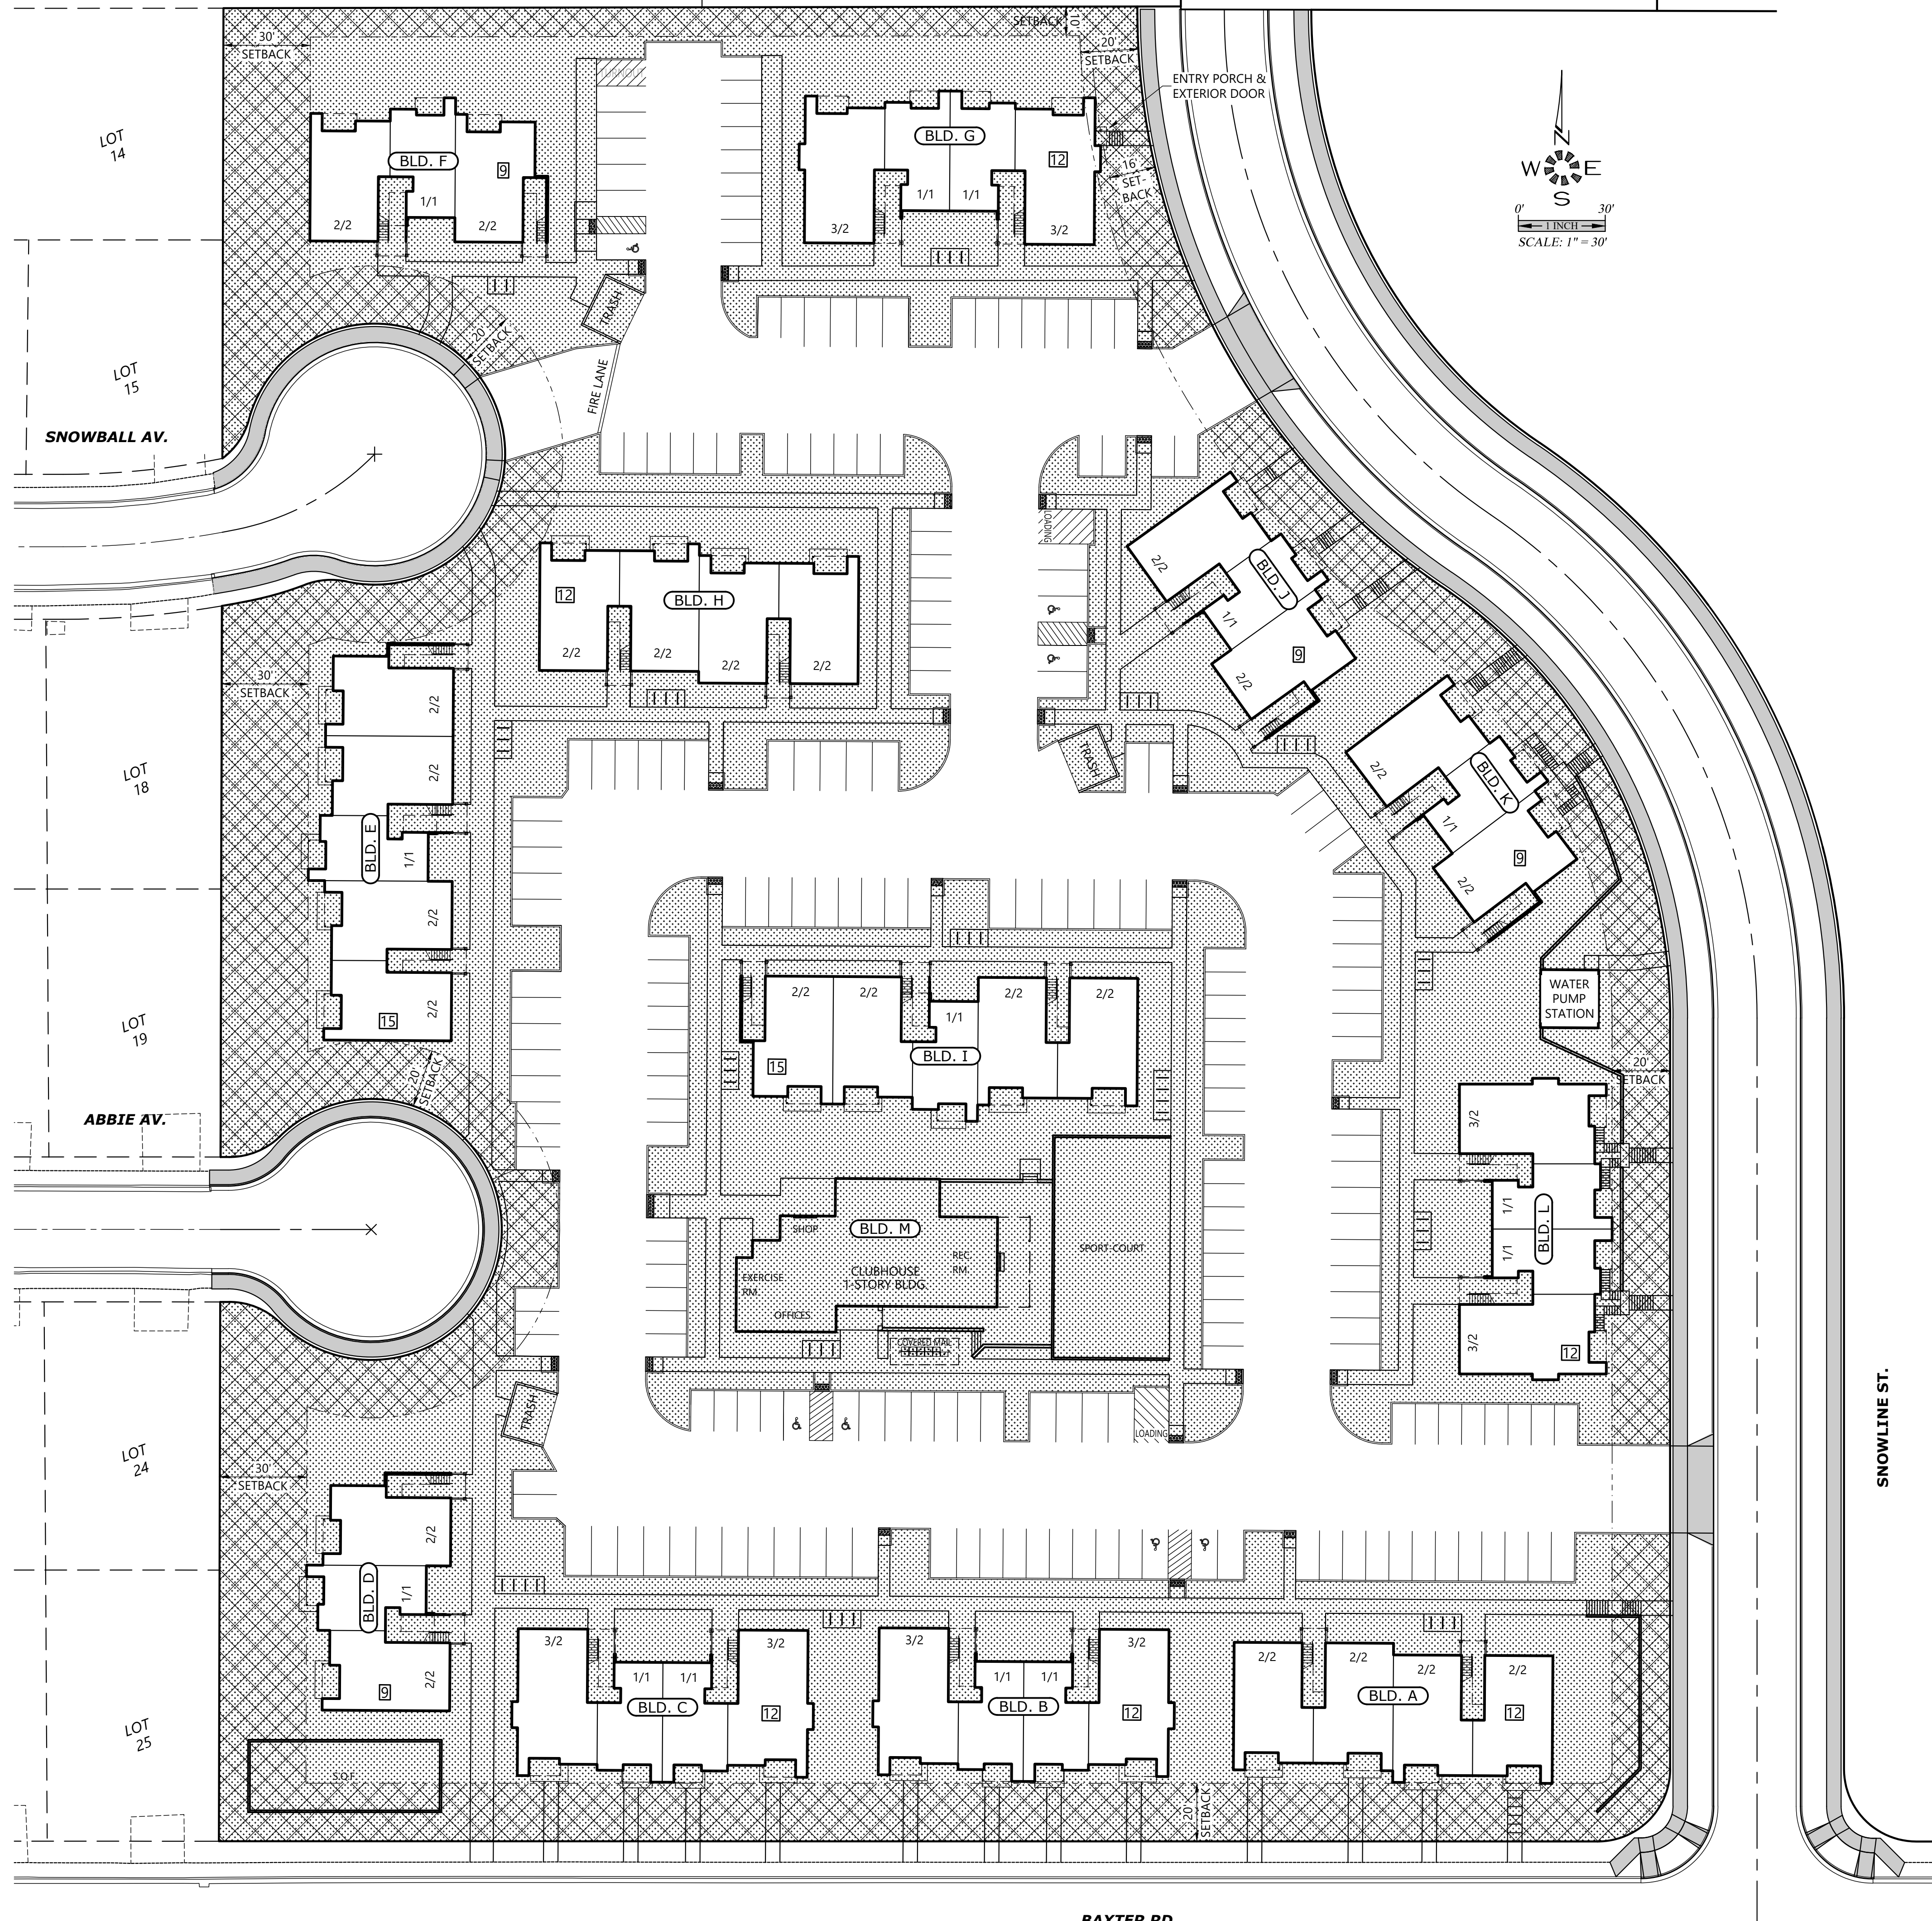 30'
SETBACK
SETBACK
10'
20'
SETBACK
ENTRY PORCH &
EXTERIOR DOOR
LOT
14
TURNOUT
BLD. F
9
1/1
2/2
2/2
BLD. G
12
1/1
1/1
3/2
3/2
16'
SET-
BACK
N
W
E
S
0'
30'
1 INCH
SCALE: 1" = 30'
TRASH
20'
SETBACK
FIRE LANE
LOT
15
SNOWBALL AV.
LOADING
BLD. H
12
2/2
2/2
2/2
2/2
BLD. J
2/2
1/1
9
2/2
30'
SETBACK
TRASH
LOT
18
BLD. E
2/2
2/2
1/1
2/2
2/2
15
BLD. K
2/2
1/1
9
2/2
WATER
PUMP
STATION
LOT
19
2/2
2/2
2/2
2/2
1/1
BLD. I
15
20'
SETBACK
20'
ETBACK
ABBIE AV.
BLD. M
SHOP
REC.
RM.
CLUBHOUSE
1-STORY BLDG
EXERCISE
RM.
OFFICES
COVERED MAIL
SPORT-COURT
3/2
1/1
BLD. L
1/1
3/2
12
TRASH
LOADING
SNOWLINE ST.
LOT
24
30'
SETBACK
BLD. D
2/2
1/1
2/2
9
3/2
3/2
1/1
1/1
BLD. C
12
3/2
3/2
1/1
1/1
BLD. B
12
2/2
2/2
2/2
2/2
BLD. A
12
LOT
25
S.Q.F.
20'
SETBACK
BAXTER RD.